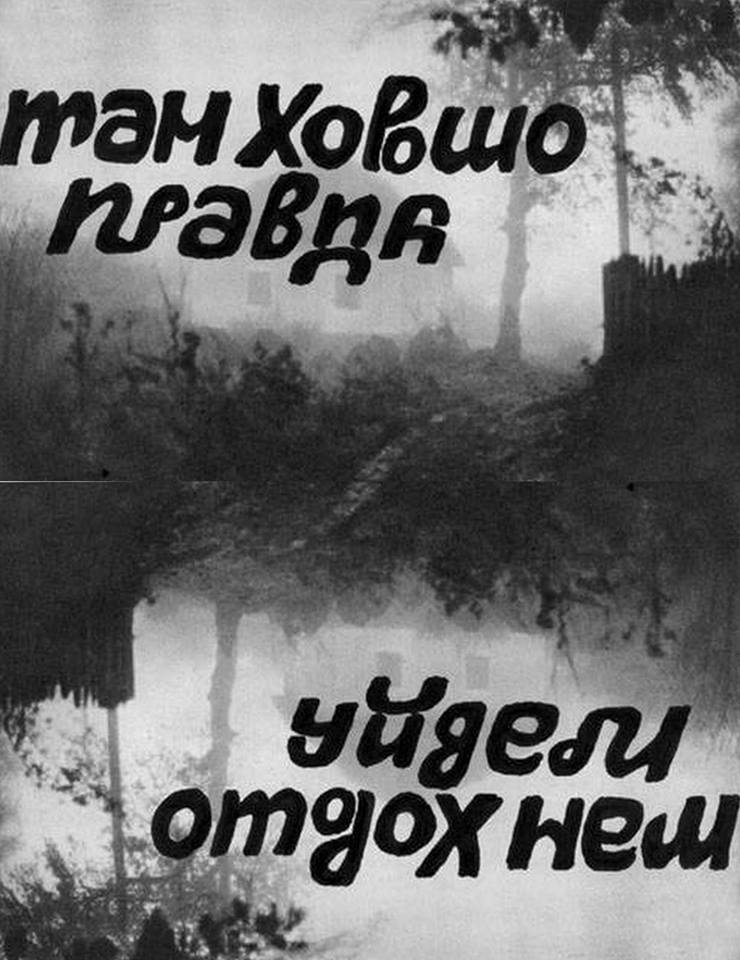 там хорошо
правда
уйдем
отдохнем